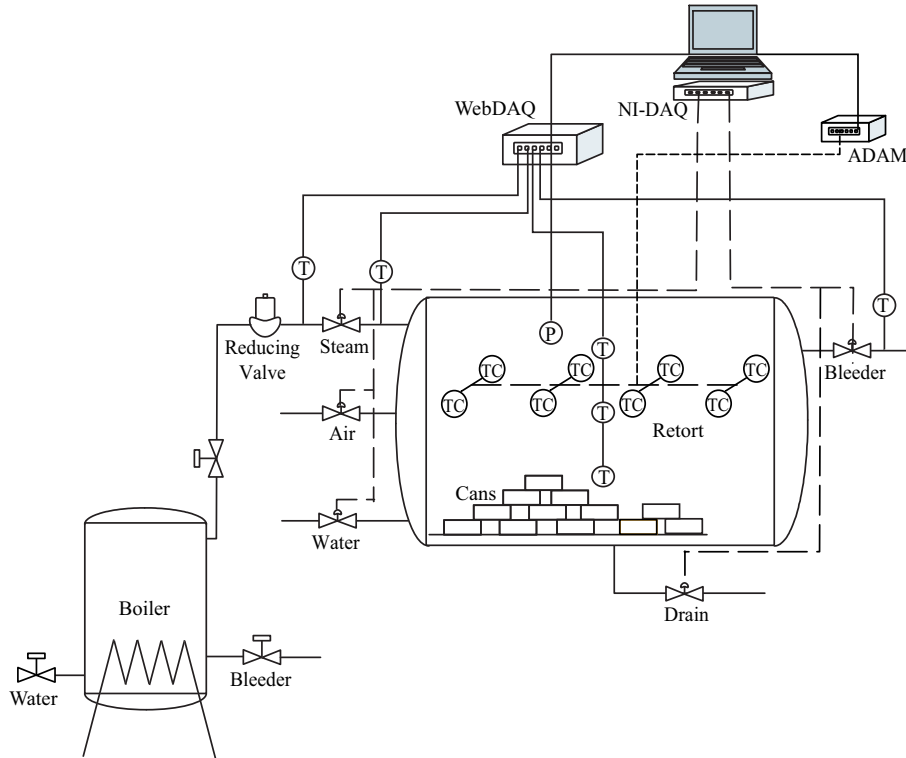 WebDAQ
NI-DAQ
ADAM
T
T
T
Reducing
Valve
Steam
P
T
Bleeder
TC
TC
TC
TC
TC
TC
TC
TC
T
Air
Retort
T
Cans
Water
Boiler
Drain
Water
Bleeder